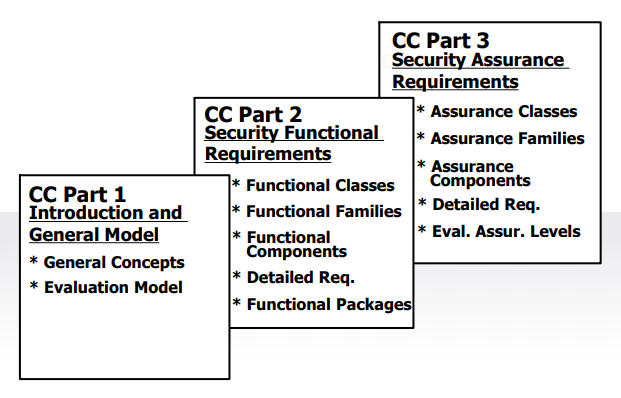 CC Part 1
Introduction and
General Model
* General Concepts
* Evaluation Model
CC Part 2
Security Functional
Requirements
* Functional Classes
* Functional Families
* Functional
Components
* Detailed Req.
* Functional Packages
CC Part 3
Security Assurance
Requirements
* Assurance Classes
* Assurance Families
* Assurance
Components
* Detailed Req.
* Eval. Assur. Levels